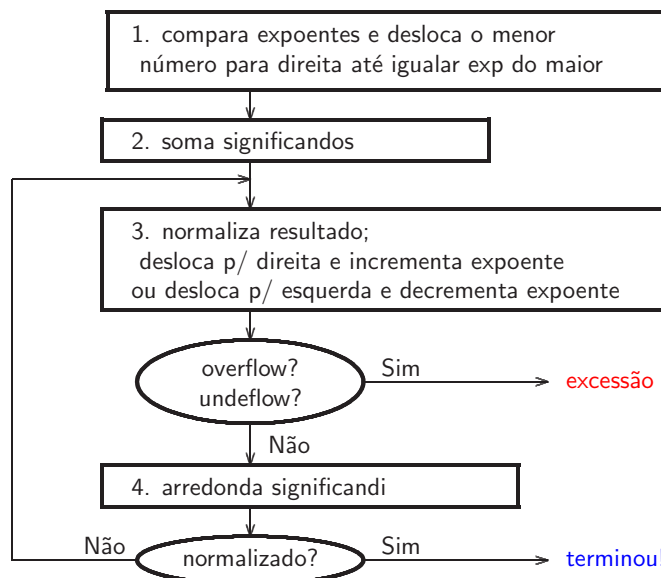 1. compara expoentes e desloca o menor
número para direita até igualar exp do maior
2. soma significandos
3. normaliza resultado;
desloca p/ direita e incrementa expoente
ou desloca p/ esquerda e decrementa expoente
overflow?
undeflow?
Sim
excessão
Não
4. arredonda significandi
Não
normalizado?
Sim
terminou!